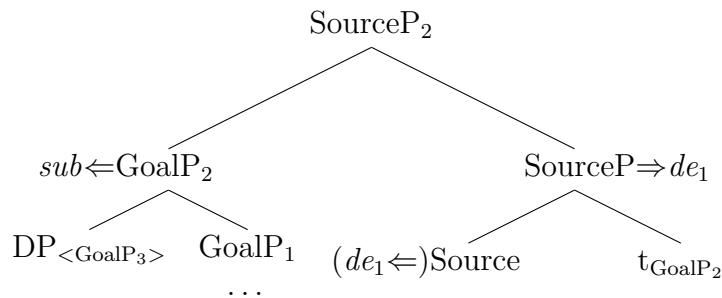 SourceP₂
sub⇐GoalP₂ SourceP⇒de₁
DP<GoalP₃> GoalP₁ (de₁⇐)Source t_GoalP₂
...